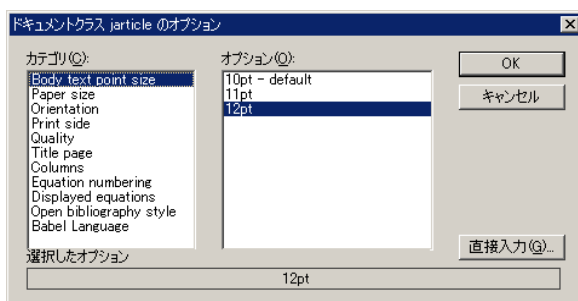 ドキュメントクラス jarticle のオプション
カテゴリ(C):
Body text point size
Paper size
Orientation
Print side
Quality
Title page
Columns
Equation numbering
Displayed equations
Open bibliography style
Babel Language
オプション(O):
10pt - default
11pt
12pt
OK
キャンセル
直接入力(G)...
選択したオプション
12pt